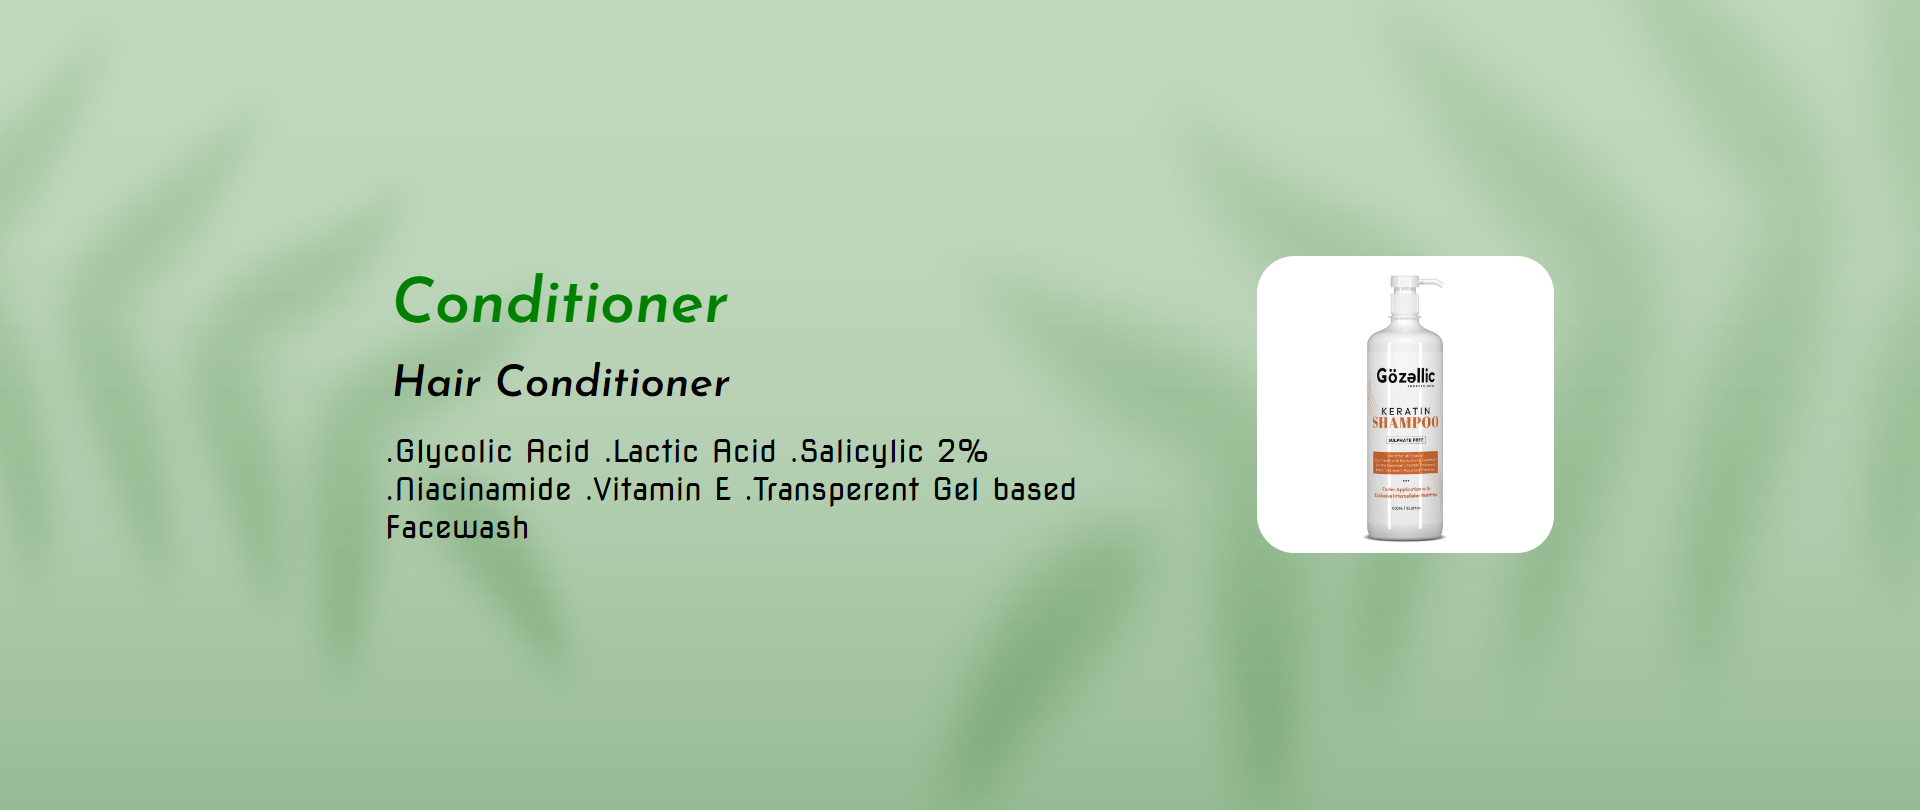 Conditioner
Hair Conditioner
.Glycolic Acid .Lactic Acid .Salicylic 2%
.Niacinamide .Vitamin E .Transperent Gel based
Facewash
Gözəllic
KERATIN
SHAMPOO
SULPHATE FREE